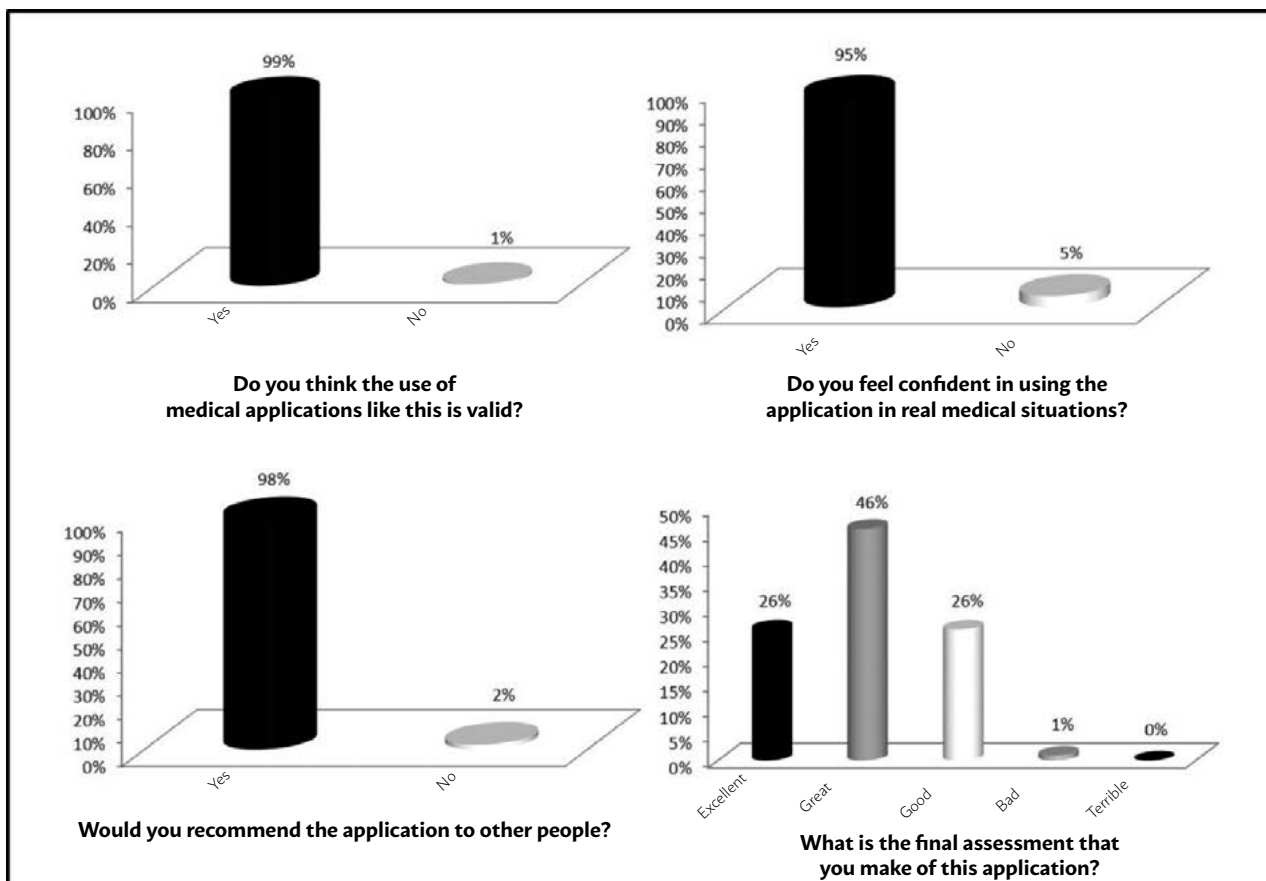 99%
100%
80%
60%
40%
20%
0%
1%
Yes
No
Do you think the use of
medical applications like this is valid?
95%
100%
90%
80%
70%
60%
50%
40%
30%
20%
10%
0%
5%
Yes
No
Do you feel confident in using the
application in real medical situations?
98%
100%
90%
80%
70%
60%
50%
40%
30%
20%
10%
0%
2%
Yes
No
Would you recommend the application to other people?
46%
50%
45%
40%
35%
30%
25%
20%
15%
10%
5%
0%
26%
26%
1%
0%
Excellent
Great
Good
Bad
Terrible
What is the final assessment that
you make of this application?